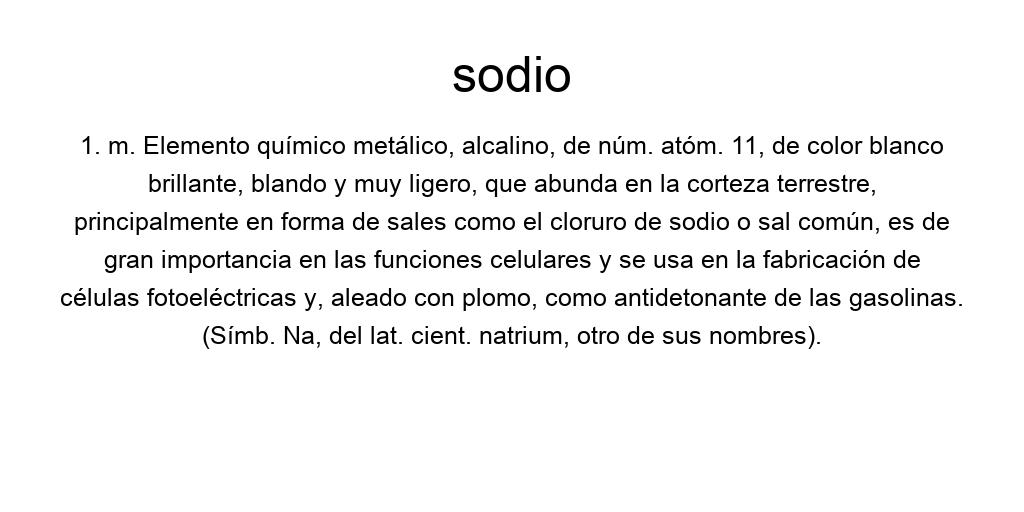 sodio
1. m. Elemento químico metálico, alcalino, de núm. atóm. 11, de color blanco
brillante, blando y muy ligero, que abunda en la corteza terrestre,
principalmente en forma de sales como el cloruro de sodio o sal común, es de
gran importancia en las funciones celulares y se usa en la fabricación de
células fotoeléctricas y, aleado con plomo, como antidetonante de las gasolinas.
(Símb. Na, del lat. cient. natrium, otro de sus nombres).